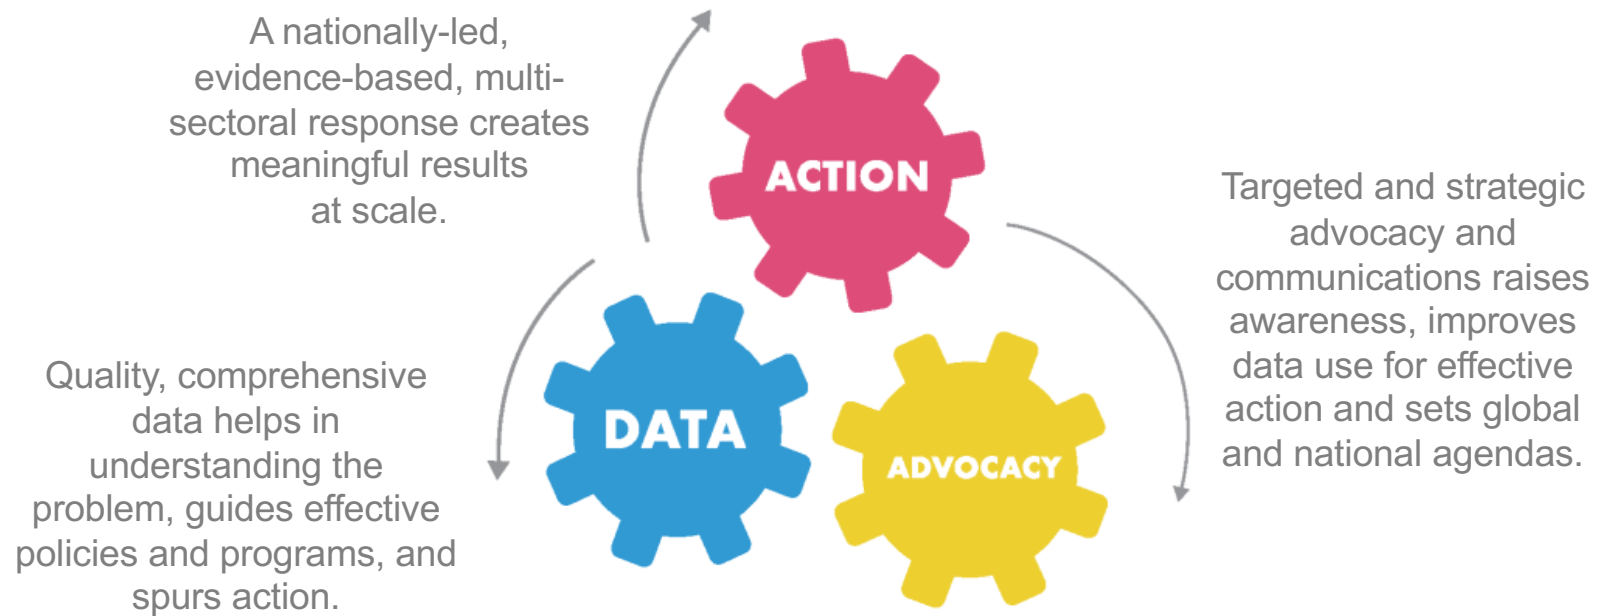 A nationally-led,
evidence-based, multi-
sectoral response creates
meaningful results
at scale.
ACTION
Targeted and strategic
advocacy and
communications raises
awareness, improves
data use for effective
action and sets global
and national agendas.
Quality, comprehensive
data helps in
understanding the
problem, guides effective
policies and programs, and
spurs action.
DATA
ADVOCACY